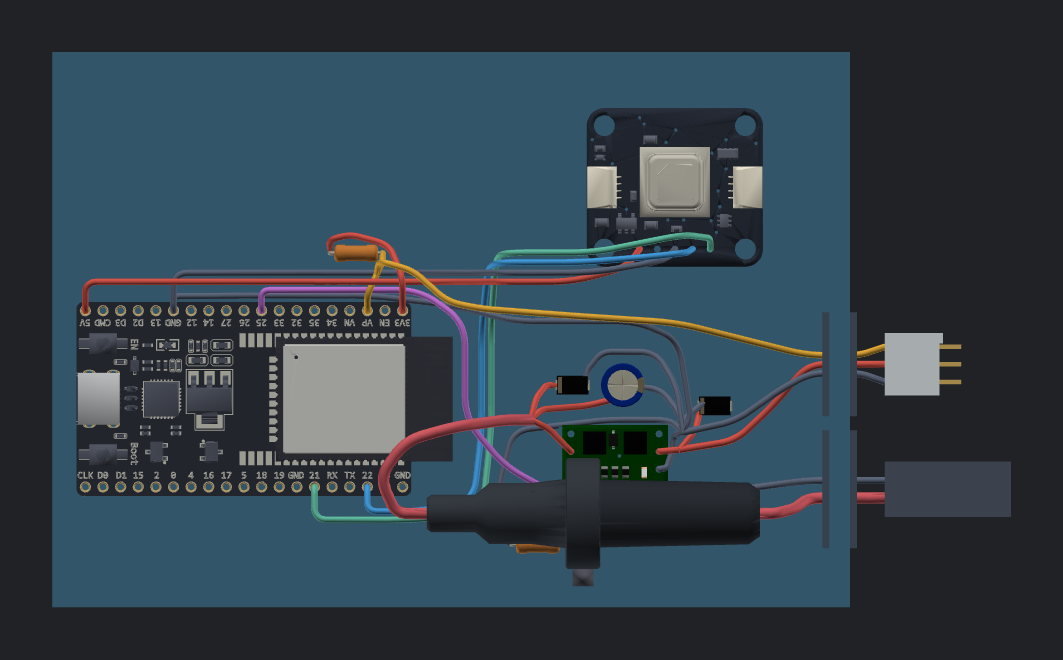 3V3 EN VP VN 34 35 32 33 25 26 27 14 12 GND 13 D2 D3 CMD 5V
EN
Boot
CLK D0 D1 15 2 0 4 16 17 5 18 19 GND 21 RX TX 22 GND